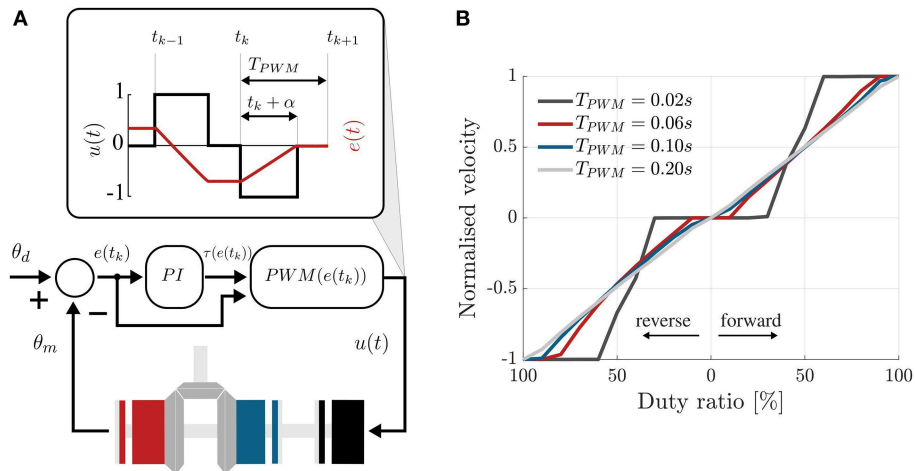 A
t_{k-1}
t_k
t_{k+1}
T_{PWM}
t_k + α
1
0
-1
u(t)
e(t)
θ_d
e(t_k)
PI
τ(e(t_k))
PWM(e(t_k))
+
−
θ_m
u(t)
B
1
0.5
0
-0.5
-1
Normalised velocity
T_{PWM} = 0.02s
T_{PWM} = 0.06s
T_{PWM} = 0.10s
T_{PWM} = 0.20s
reverse
forward
100
50
0
50
100
Duty ratio [%]